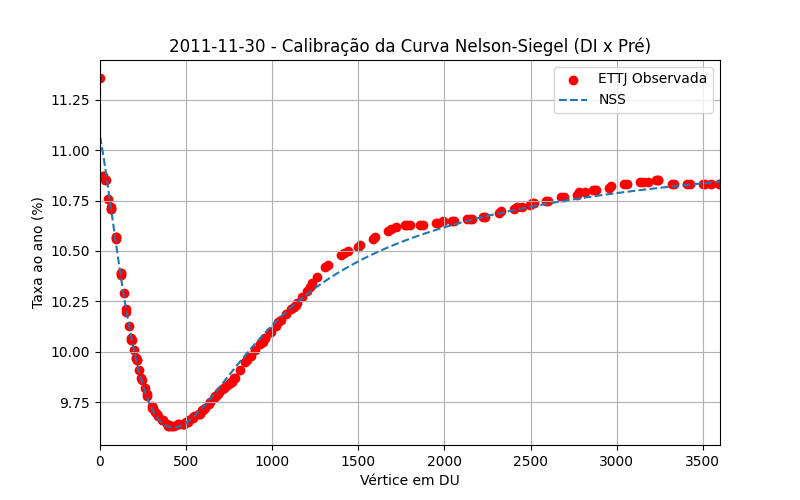 2011-11-30 - Calibração da Curva Nelson-Siegel (DI x Pré)
ETTJ Observada
NSS
Taxa ao ano (%)
11.25
11.00
10.75
10.50
10.25
10.00
9.75
0 500 1000 1500 2000 2500 3000 3500
Vértice em DU